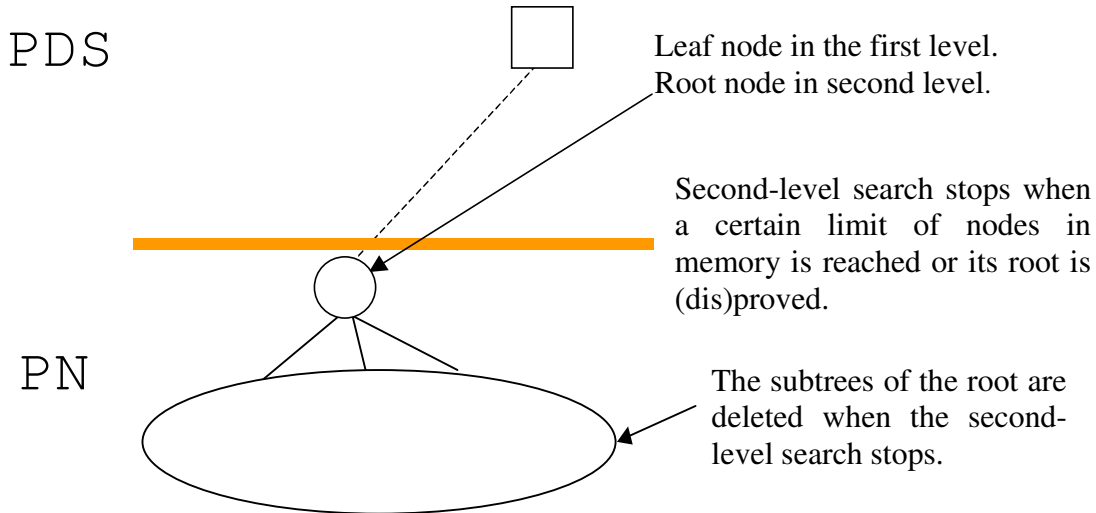 PDS
Leaf node in the first level.
Root node in second level.
Second-level search stops when
a certain limit of nodes in
memory is reached or its root is
(dis)proved.
PN
The subtrees of the root are
deleted when the second-
level search stops.